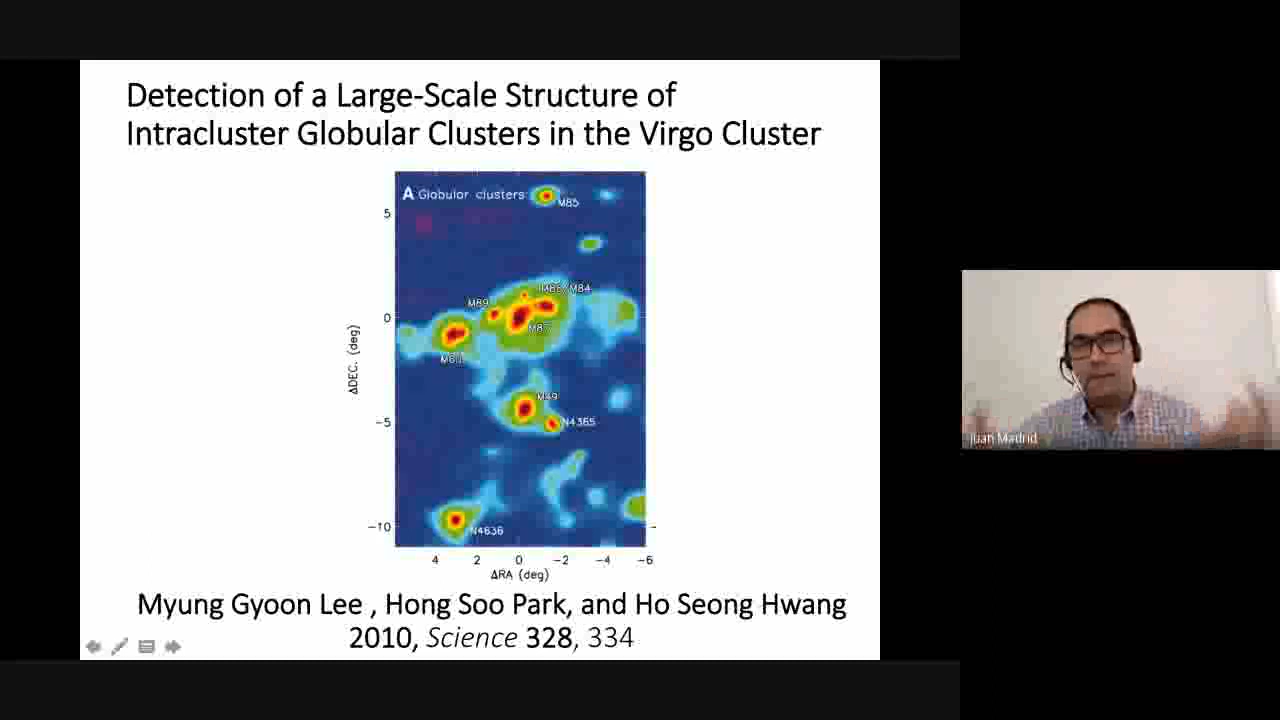 Detection of a Large-Scale Structure of
Intracluster Globular Clusters in the Virgo Cluster
A Globular clusters
M85
5
M86/M84
M89
0
M87
M60
ΔDEC. (deg)
M49
−5
N4365
−10
N4636
4 2 0 −2 −4 −6
ΔRA (deg)
Myung Gyoon Lee , Hong Soo Park, and Ho Seong Hwang
2010, Science 328, 334
Juan Madrid